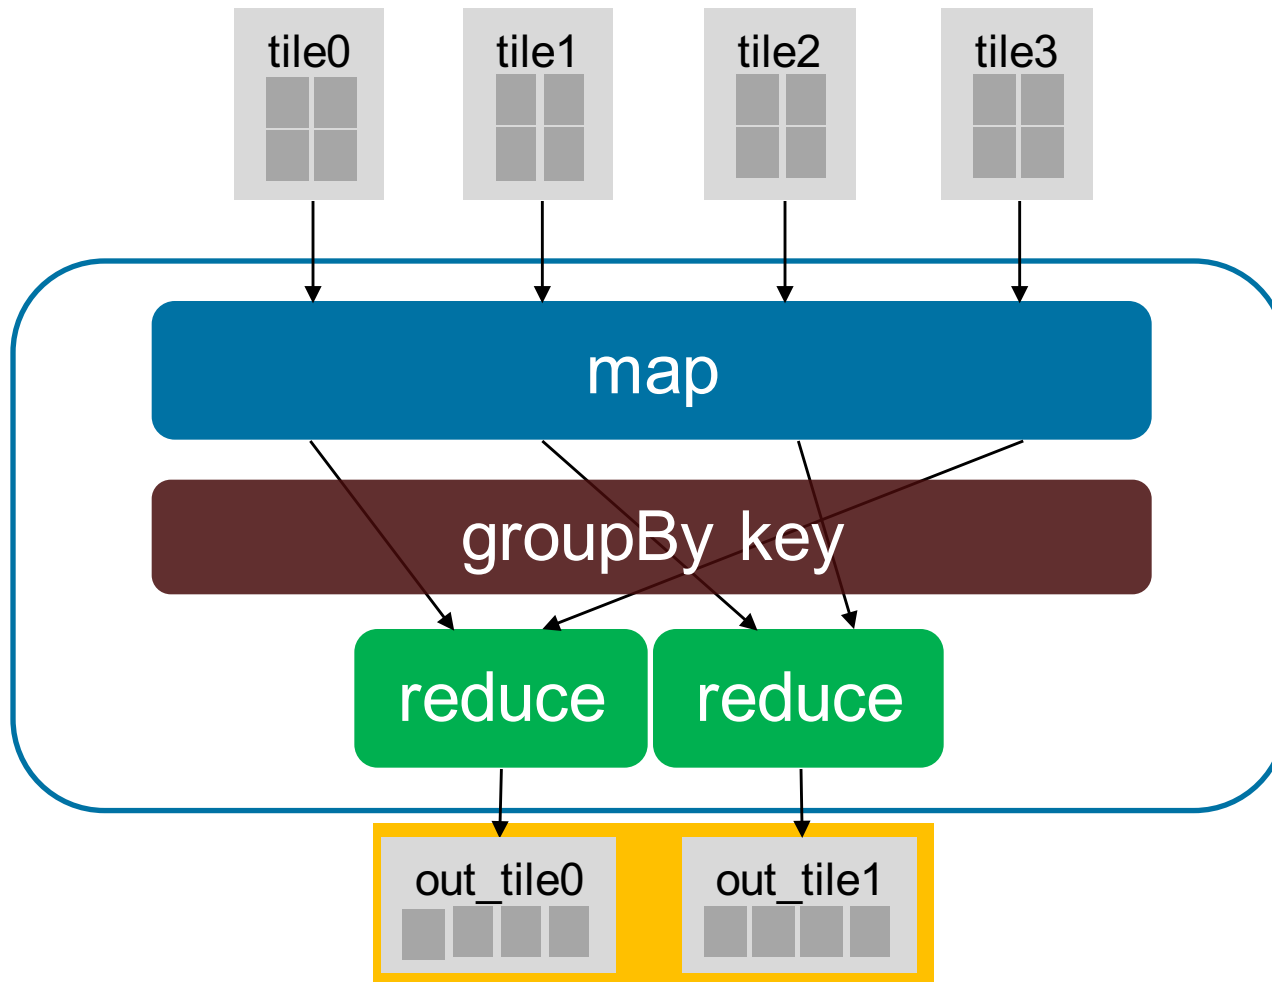 tile0 tile1 tile2 tile3
map
groupBy key
reduce reduce
out_tile0 out_tile1